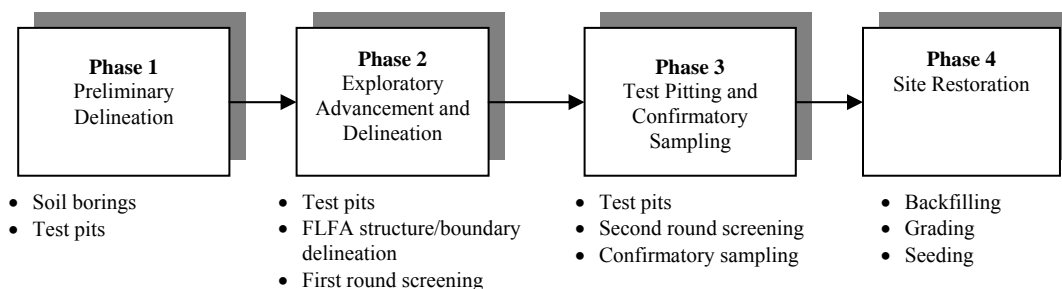 Phase 1
Preliminary
Delineation
• Soil borings
• Test pits
Phase 2
Exploratory
Advancement and
Delineation
• Test pits
• FLFA structure/boundary
delineation
• First round screening
Phase 3
Test Pitting and
Confirmatory
Sampling
• Test pits
• Second round screening
• Confirmatory sampling
Phase 4
Site Restoration
• Backfilling
• Grading
• Seeding